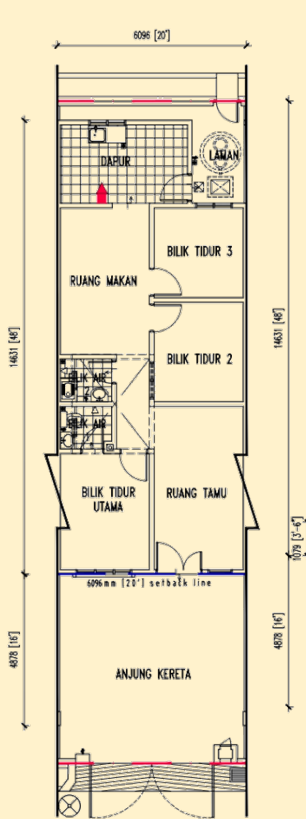 6096 [20']
DAPUR
LAMAN
BILIK TIDUR 3
RUANG MAKAN
14631 [48']
14631 [48']
BILIK TIDUR 2
BILIK AIR
BILIK AIR
BILIK TIDUR
UTAMA
RUANG TAMU
1079 [3'-6"]
6096mm [20'] setback line
4878 [16']
4878 [16']
ANJUNG KERETA